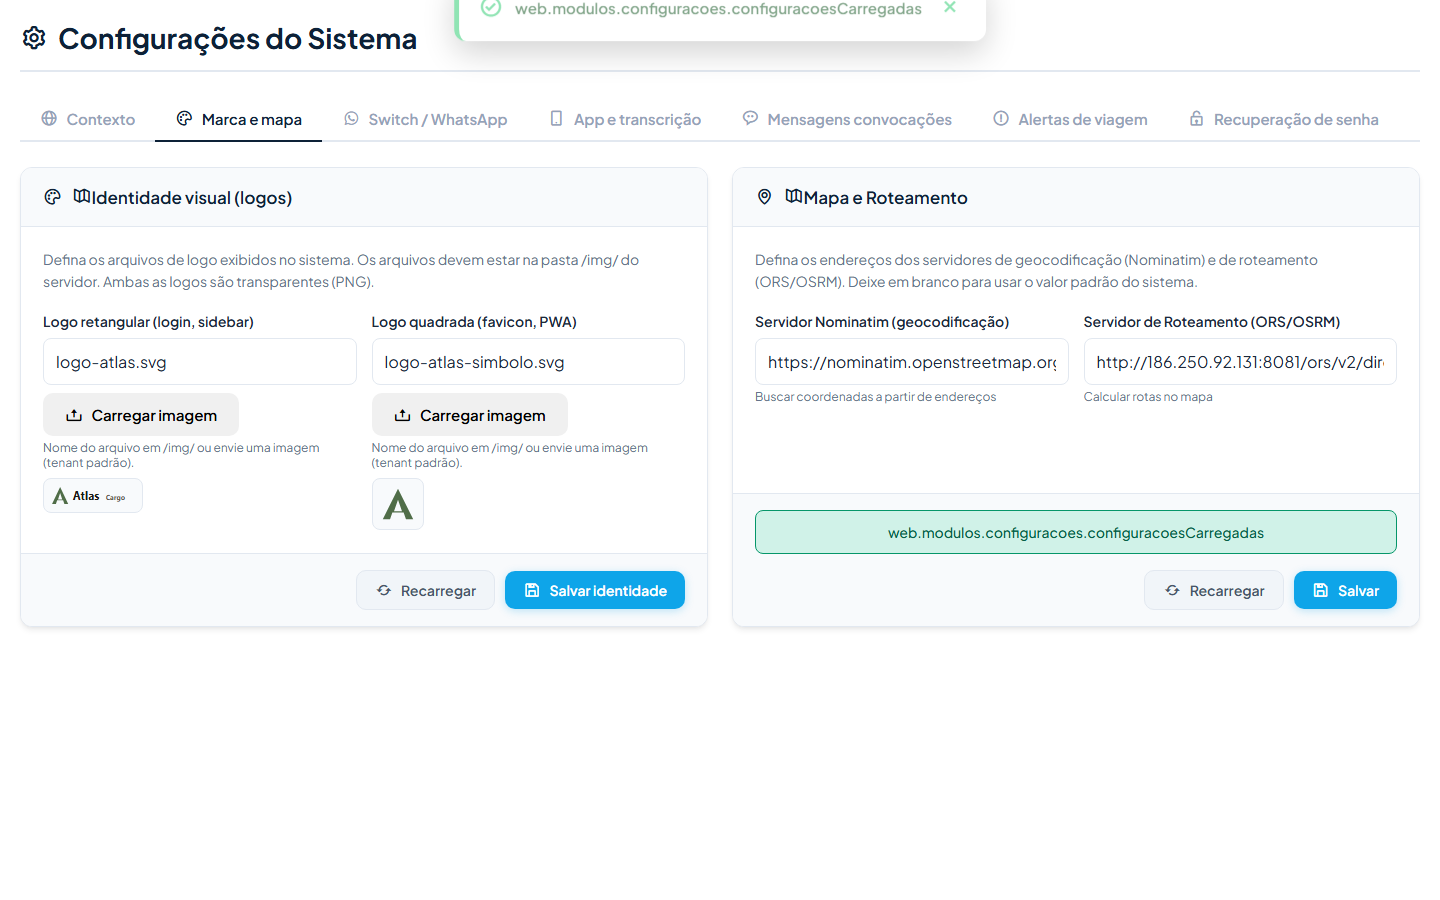 web.modulos.configuracoes.configuracoesCarregadas
Configurações do Sistema
Contexto
Marca e mapa
Switch / WhatsApp
App e transcrição
Mensagens convocações
Alertas de viagem
Recuperação de senha
Identidade visual (logos)
Defina os arquivos de logo exibidos no sistema. Os arquivos devem estar na pasta /img/ do
servidor. Ambas as logos são transparentes (PNG).
Logo retangular (login, sidebar)
Logo quadrada (favicon, PWA)
logo-atlas.svg
logo-atlas-simbolo.svg
Carregar imagem
Carregar imagem
Nome do arquivo em /img/ ou envie uma imagem
(tenant padrão).
Nome do arquivo em /img/ ou envie uma imagem
(tenant padrão).
Atlas Cargo
Recarregar
Salvar Identidade
Mapa e Roteamento
Defina os endereços dos servidores de geocodificação (Nominatim) e de roteamento
(ORS/OSRM). Deixe em branco para usar o valor padrão do sistema.
Servidor Nominatim (geocodificação)
Servidor de Roteamento (ORS/OSRM)
https://nominatim.openstreetmap.org
http://186.250.92.131:8081/ors/v2/dir
Buscar coordenadas a partir de endereços
Calcular rotas no mapa
web.modulos.configuracoes.configuracoesCarregadas
Recarregar
Salvar